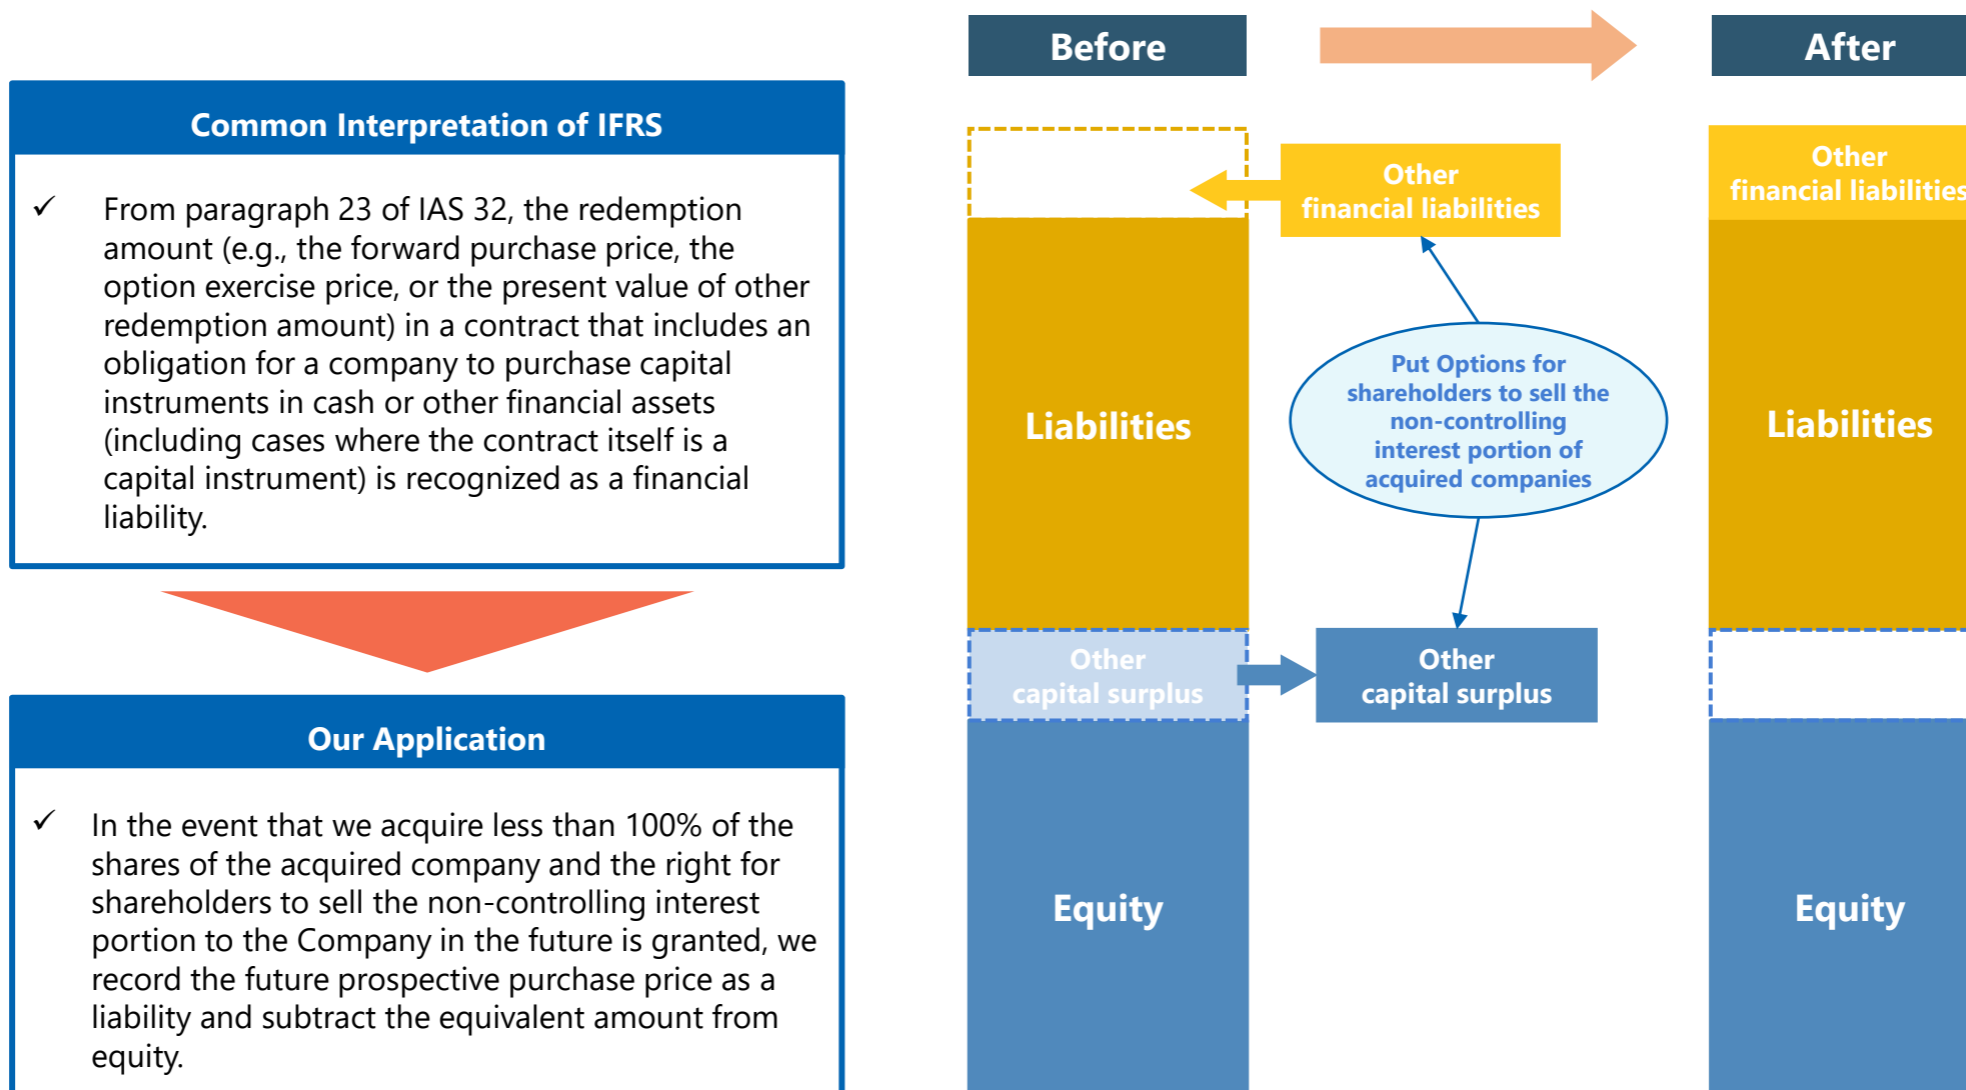 Common Interpretation of IFRS
✓ From paragraph 23 of IAS 32, the redemption
amount (e.g., the forward purchase price, the
option exercise price, or the present value of other
redemption amount) in a contract that includes an
obligation for a company to purchase capital
instruments in cash or other financial assets
(including cases where the contract itself is a
capital instrument) is recognized as a financial
liability.
Our Application
✓ In the event that we acquire less than 100% of the
shares of the acquired company and the right for
shareholders to sell the non-controlling interest
portion to the Company in the future is granted, we
record the future prospective purchase price as a
liability and subtract the equivalent amount from
equity.
Before
After
Other
financial liabilities
Other
financial liabilities
Liabilities
Put Options for
shareholders to sell the
non-controlling
interest portion of
acquired companies
Liabilities
Other
capital surplus
Other
capital surplus
Equity
Equity